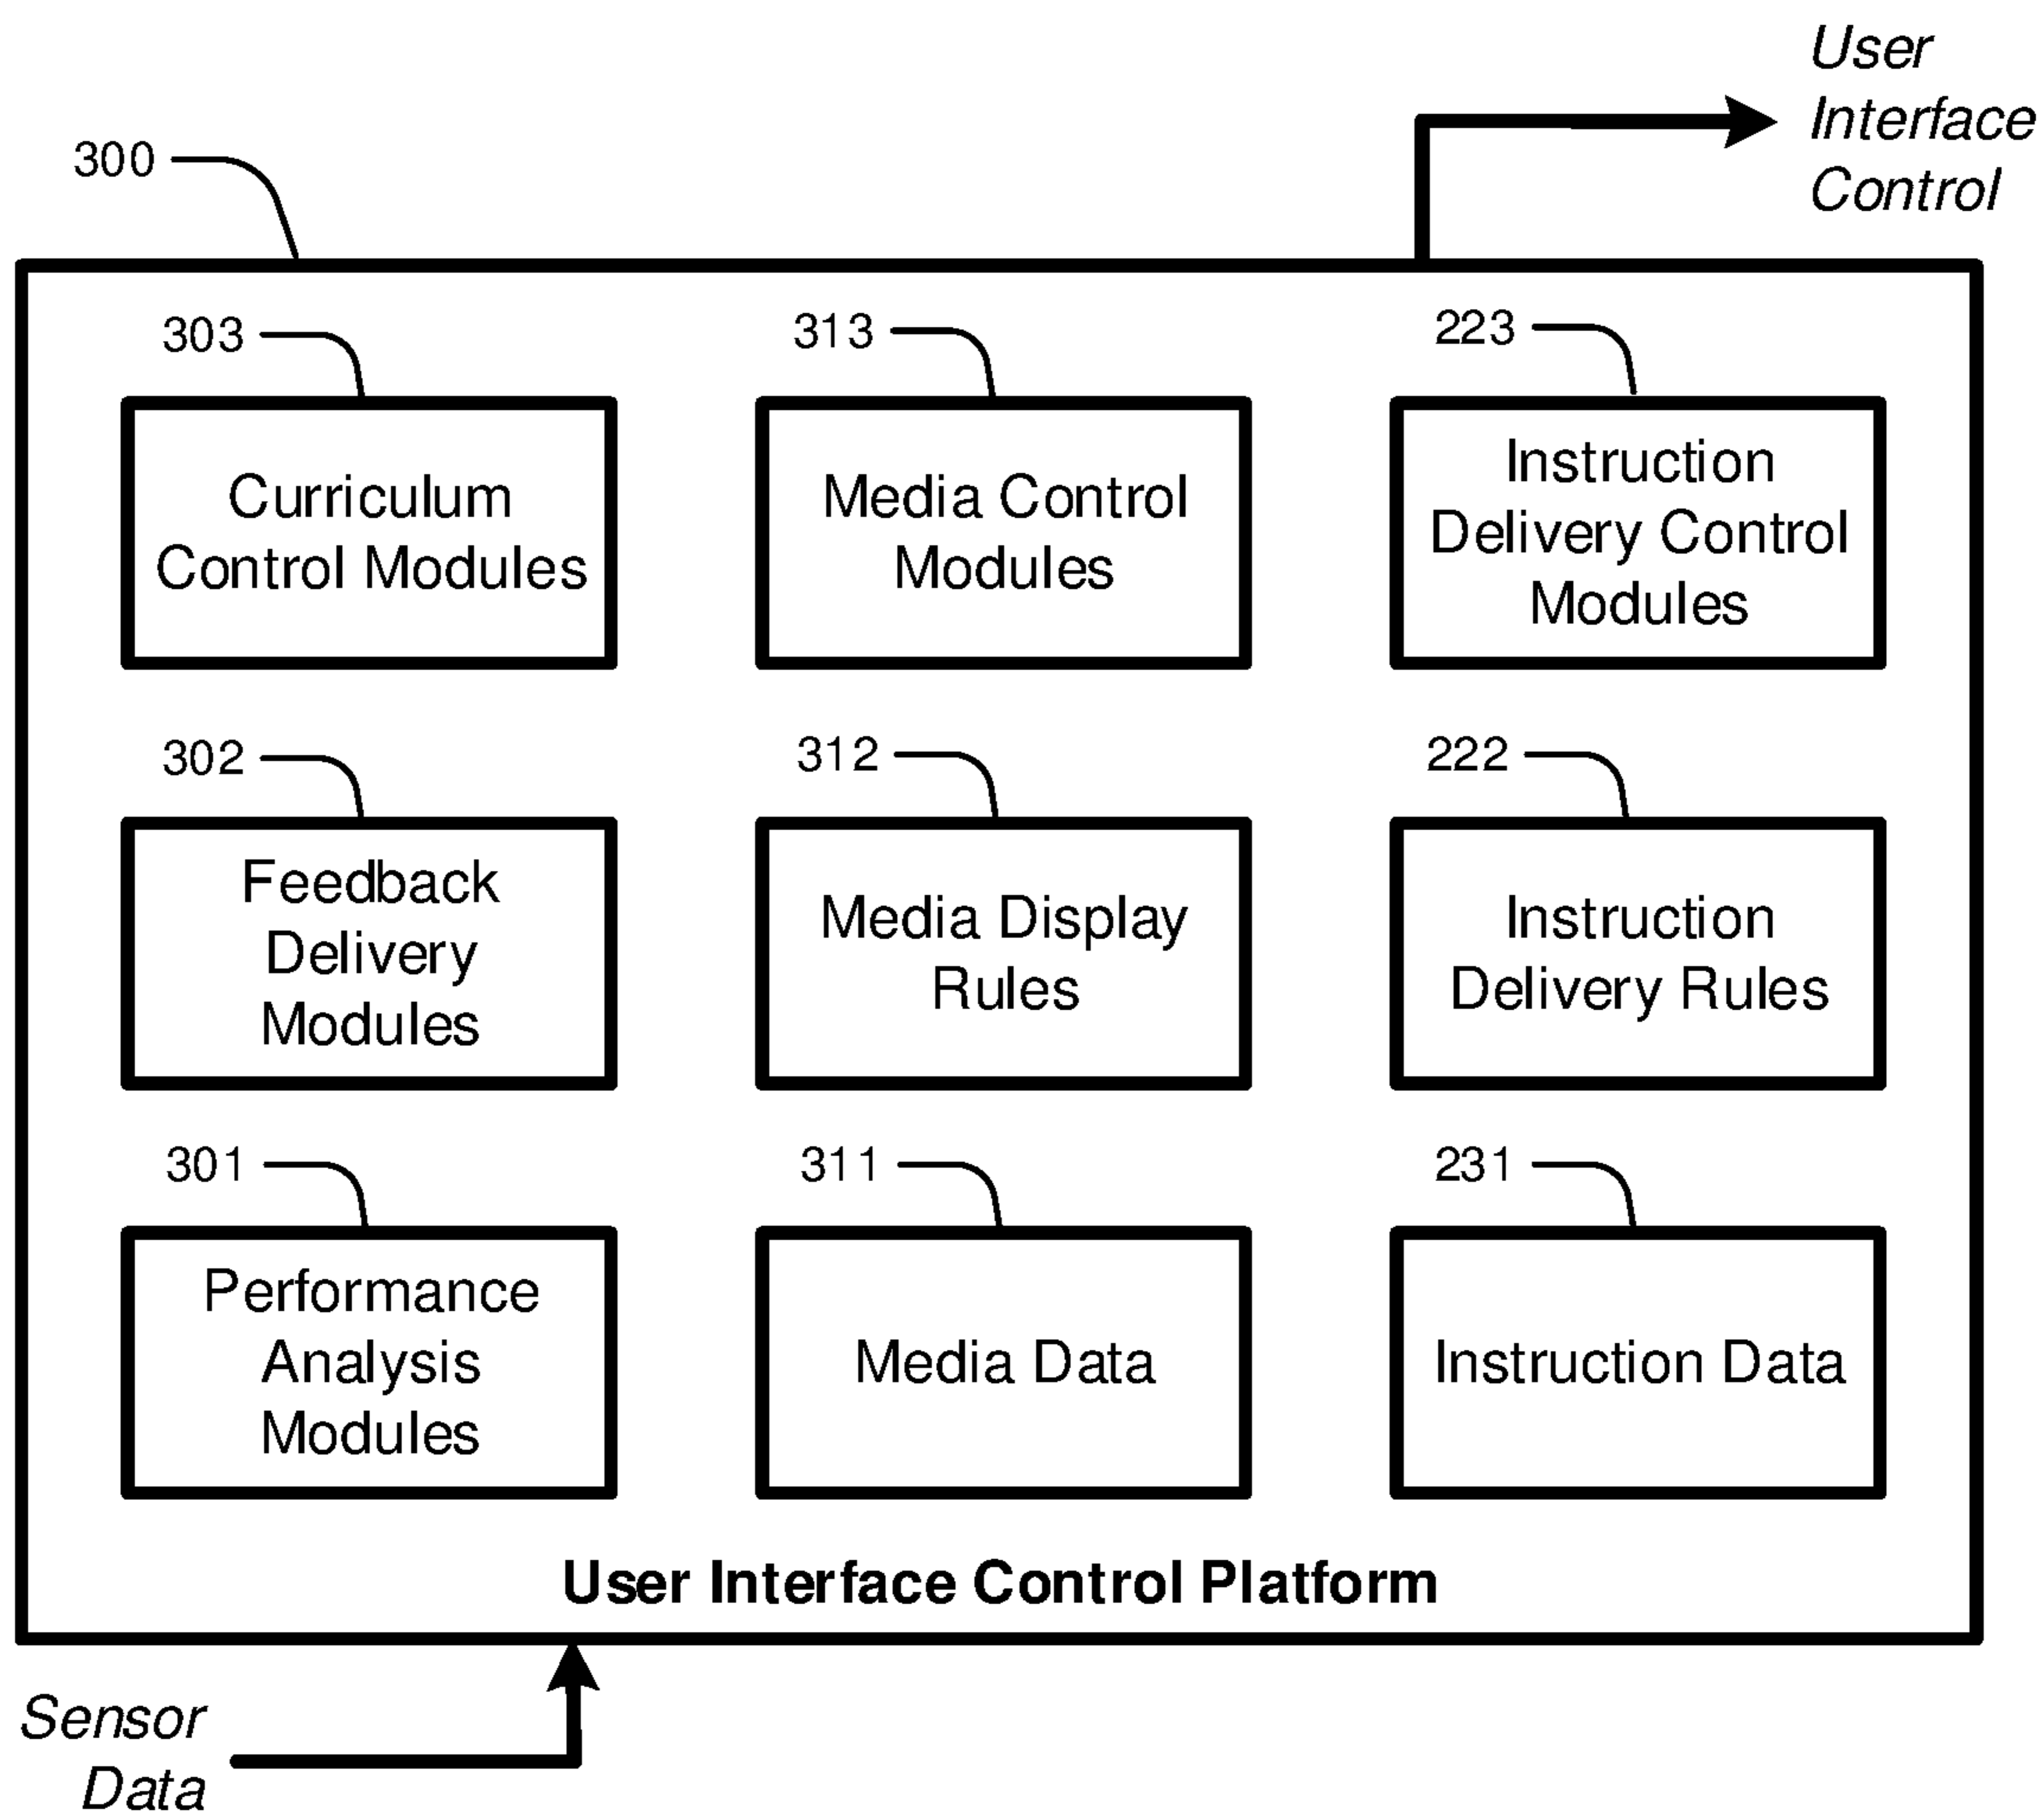 User
Interface
Control
300
303
313
223
Curriculum
Control Modules
Media Control
Modules
Instruction
Delivery Control
Modules
302
312
222
Feedback
Delivery
Modules
Media Display
Rules
Instruction
Delivery Rules
301
311
231
Performance
Analysis
Modules
Media Data
Instruction Data
User Interface Control Platform
Sensor
Data